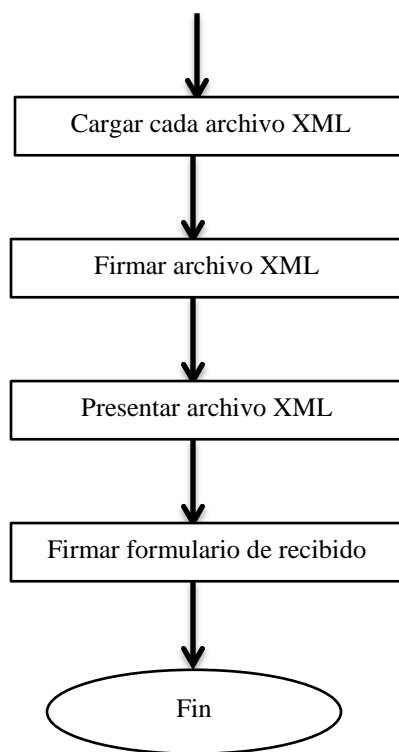 Cargar cada archivo XML
Firmar archivo XML
Presentar archivo XML
Firmar formulario de recibido
Fin